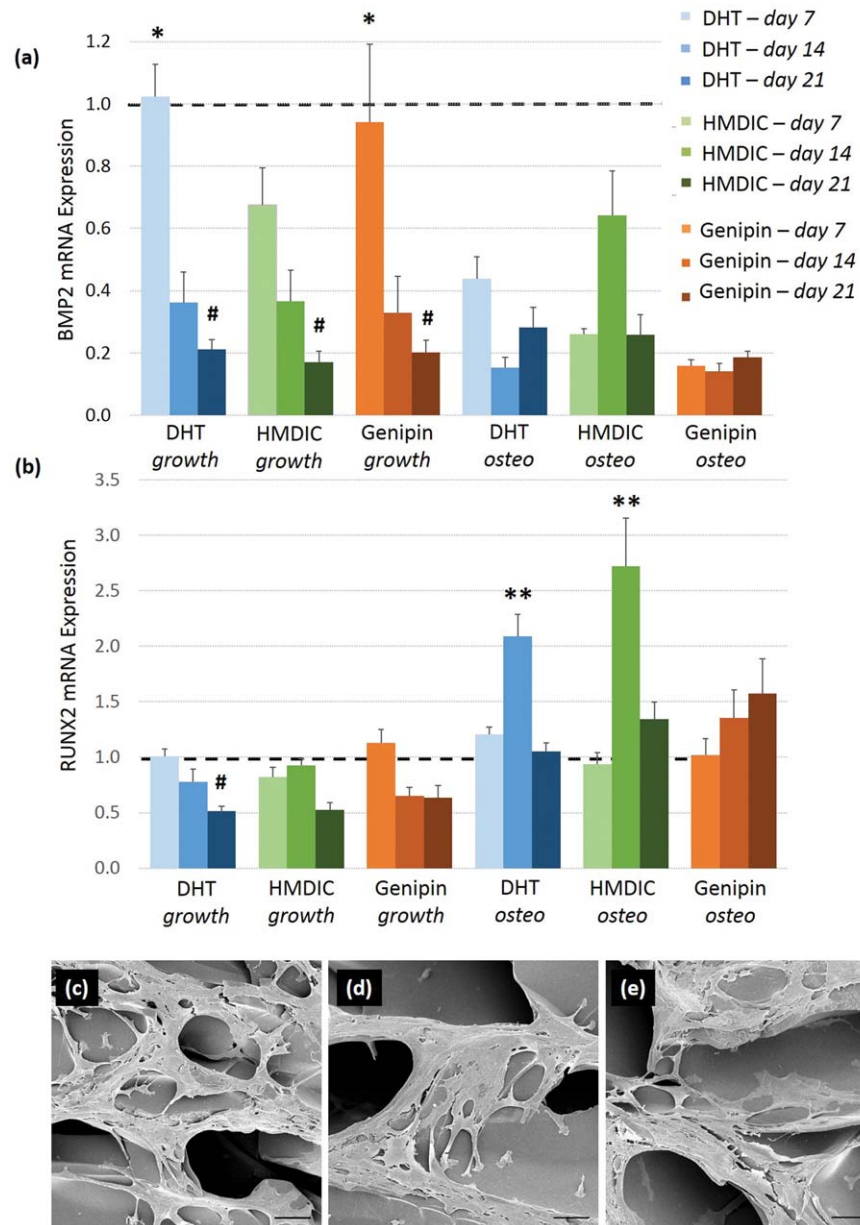 (a)
BMP2 mRNA Expression
1.2
1.0
0.8
0.6
0.4
0.2
0.0
*
#
#
*
#
DHT – day 7
DHT – day 14
DHT – day 21
HMDIC – day 7
HMDIC – day 14
HMDIC – day 21
Genipin – day 7
Genipin – day 14
Genipin – day 21
DHT HMDIC Genipin DHT HMDIC Genipin
growth growth growth osteo osteo osteo
(b)
RUNX2 mRNA Expression
3.5
3.0
2.5
2.0
1.5
1.0
0.5
0.0
#
**
**
DHT HMDIC Genipin DHT HMDIC Genipin
growth growth growth osteo osteo osteo
(c) (d) (e)